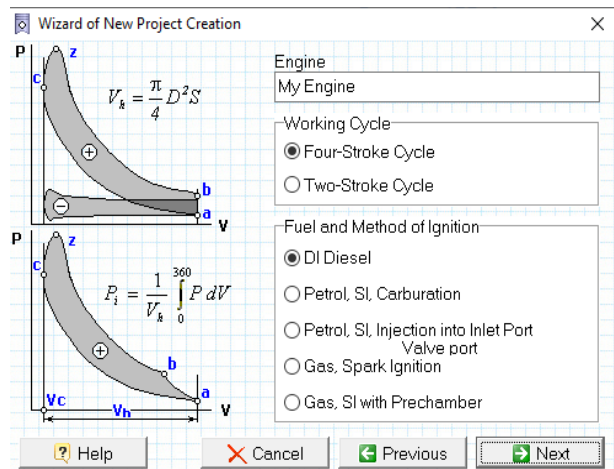 Wizard of New Project Creation
P
z
c
V_h = π/4 D²S
+
b
−
a
V
P
z
c
P_i = 1/V_h ∫₀³⁶⁰ P dV
+
b
a
Vc
Vh
V
Engine
My Engine
Working Cycle
Four-Stroke Cycle
Two-Stroke Cycle
Fuel and Method of Ignition
DI Diesel
Petrol, SI, Carburation
Petrol, SI, Injection into Inlet Port
Valve port
Gas, Spark Ignition
Gas, SI with Prechamber
? Help
Cancel
Previous
Next